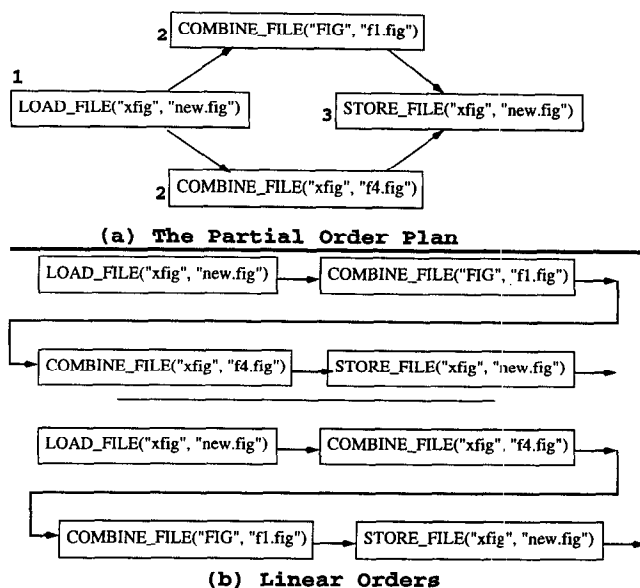 2 COMBINE_FILE("FIG", "f1.fig")
1
LOAD_FILE("xfig", "new.fig")
3 STORE_FILE("xfig", "new.fig")
2 COMBINE_FILE("xfig", "f4.fig")
(a) The Partial Order Plan
LOAD_FILE("xfig", "new.fig") COMBINE_FILE("FIG", "f1.fig")
COMBINE_FILE("xfig", "f4.fig") STORE_FILE("xfig", "new.fig")
LOAD_FILE("xfig", "new.fig") COMBINE_FILE("xfig", "f4.fig")
COMBINE_FILE("FIG", "f1.fig") STORE_FILE("xfig", "new.fig")
(b) Linear Orders